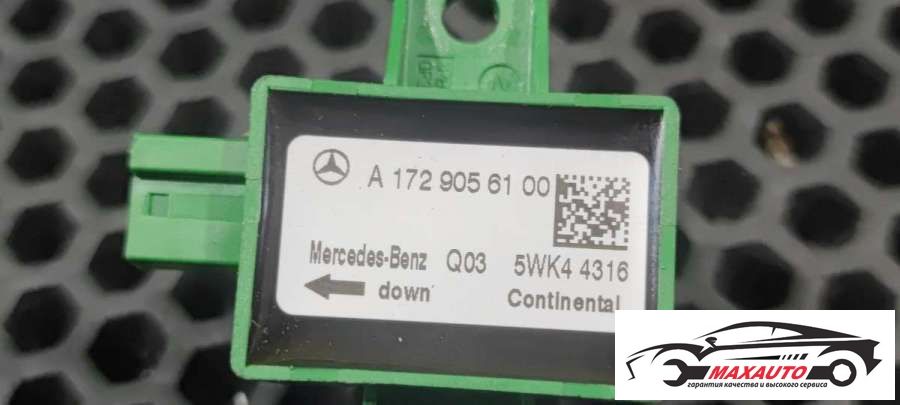 A 172 905 61 00
Mercedes-Benz Q03 5WK4 4316
down Continental
MAXAUTO
гарантия качества и высокого сервиса